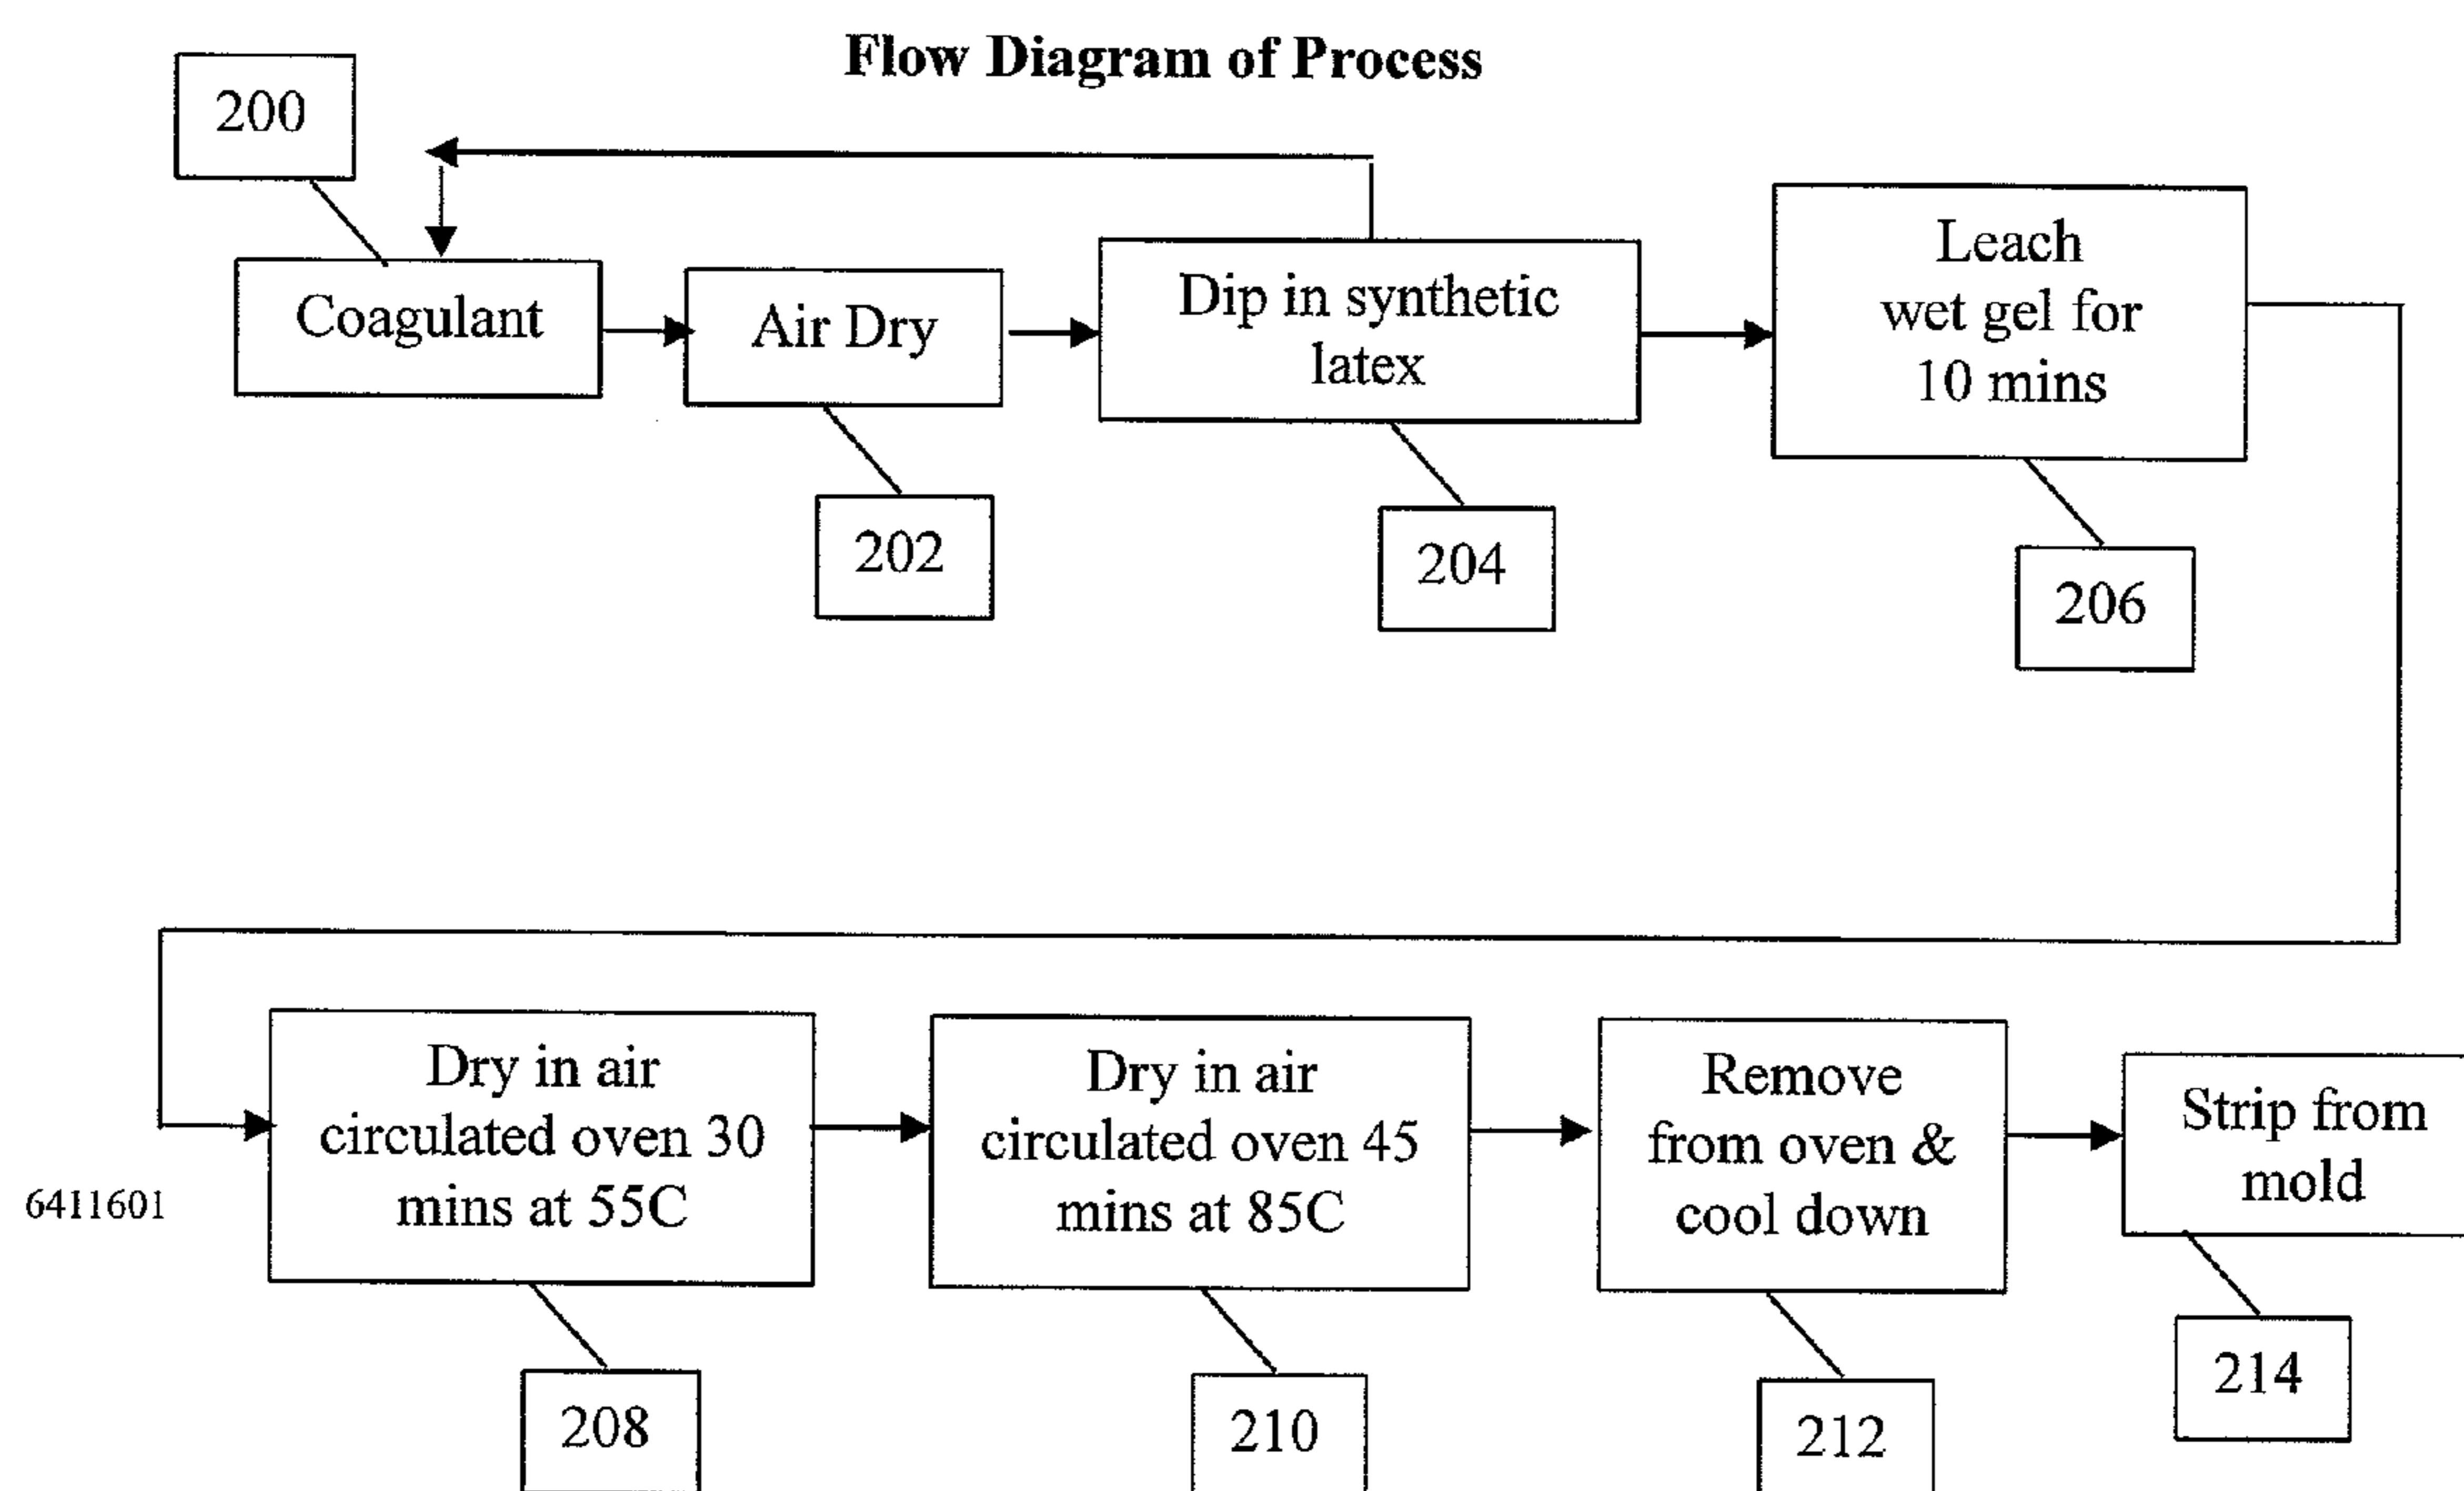 Flow Diagram of Process
200
Coagulant
Air Dry
Dip in synthetic
latex
Leach
wet gel for
10 mins
202
204
206
Dry in air
circulated oven 30
mins at 55C
Dry in air
circulated oven 45
mins at 85C
Remove
from oven &
cool down
Strip from
mold
6411601
208
210
212
214